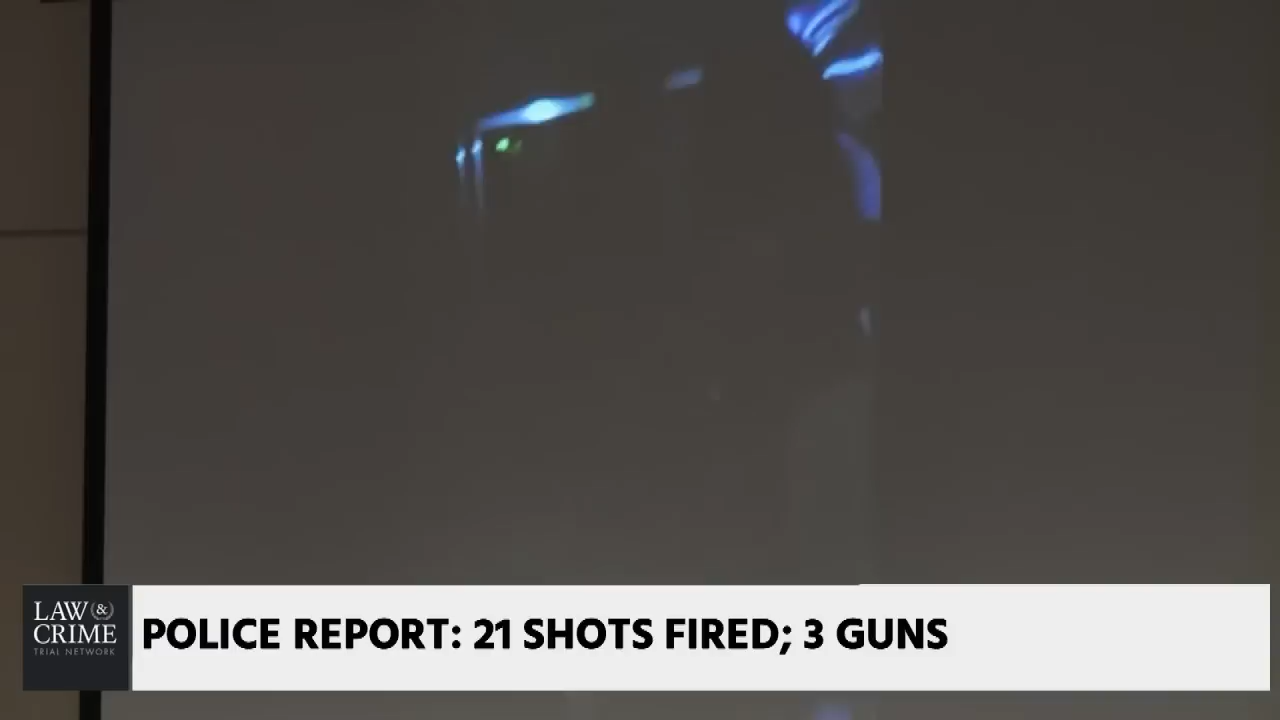 LAW &
CRIME
TRIAL NETWORK
POLICE REPORT: 21 SHOTS FIRED; 3 GUNS